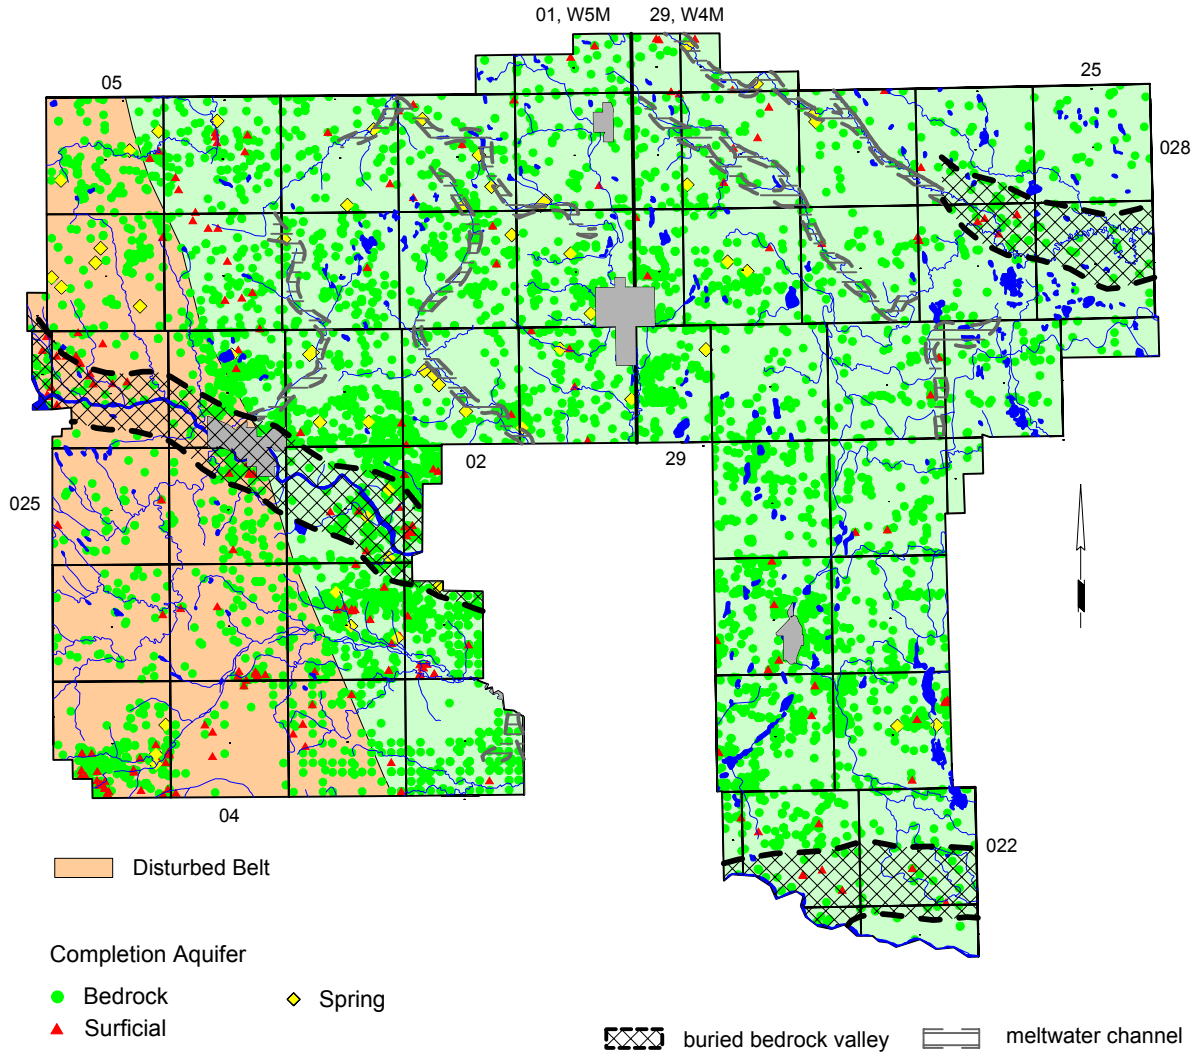 01, W5M
29, W4M
05
25
028
02
29
025
04
022
Disturbed Belt
Completion Aquifer
Bedrock
Spring
Surficial
buried bedrock valley
meltwater channel